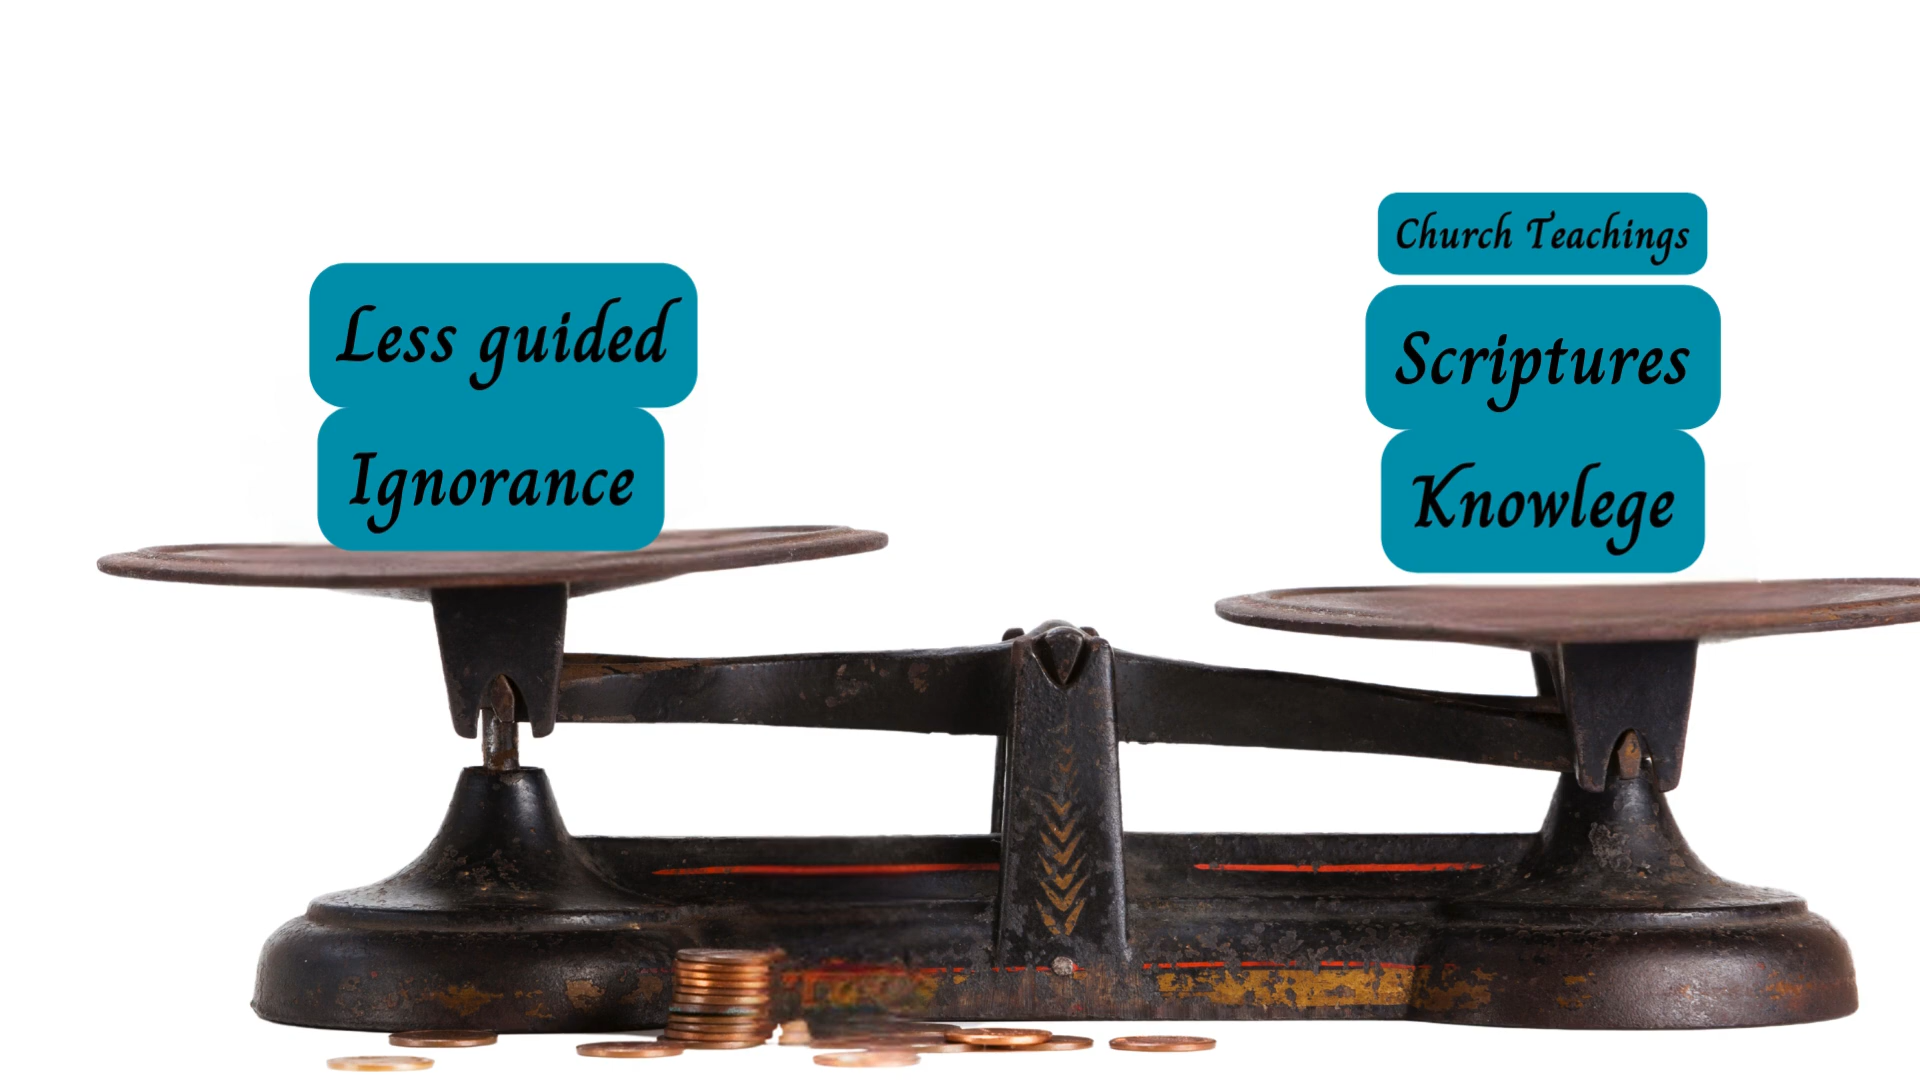 Less guided
Ignorance
Church Teachings
Scriptures
Knowlege